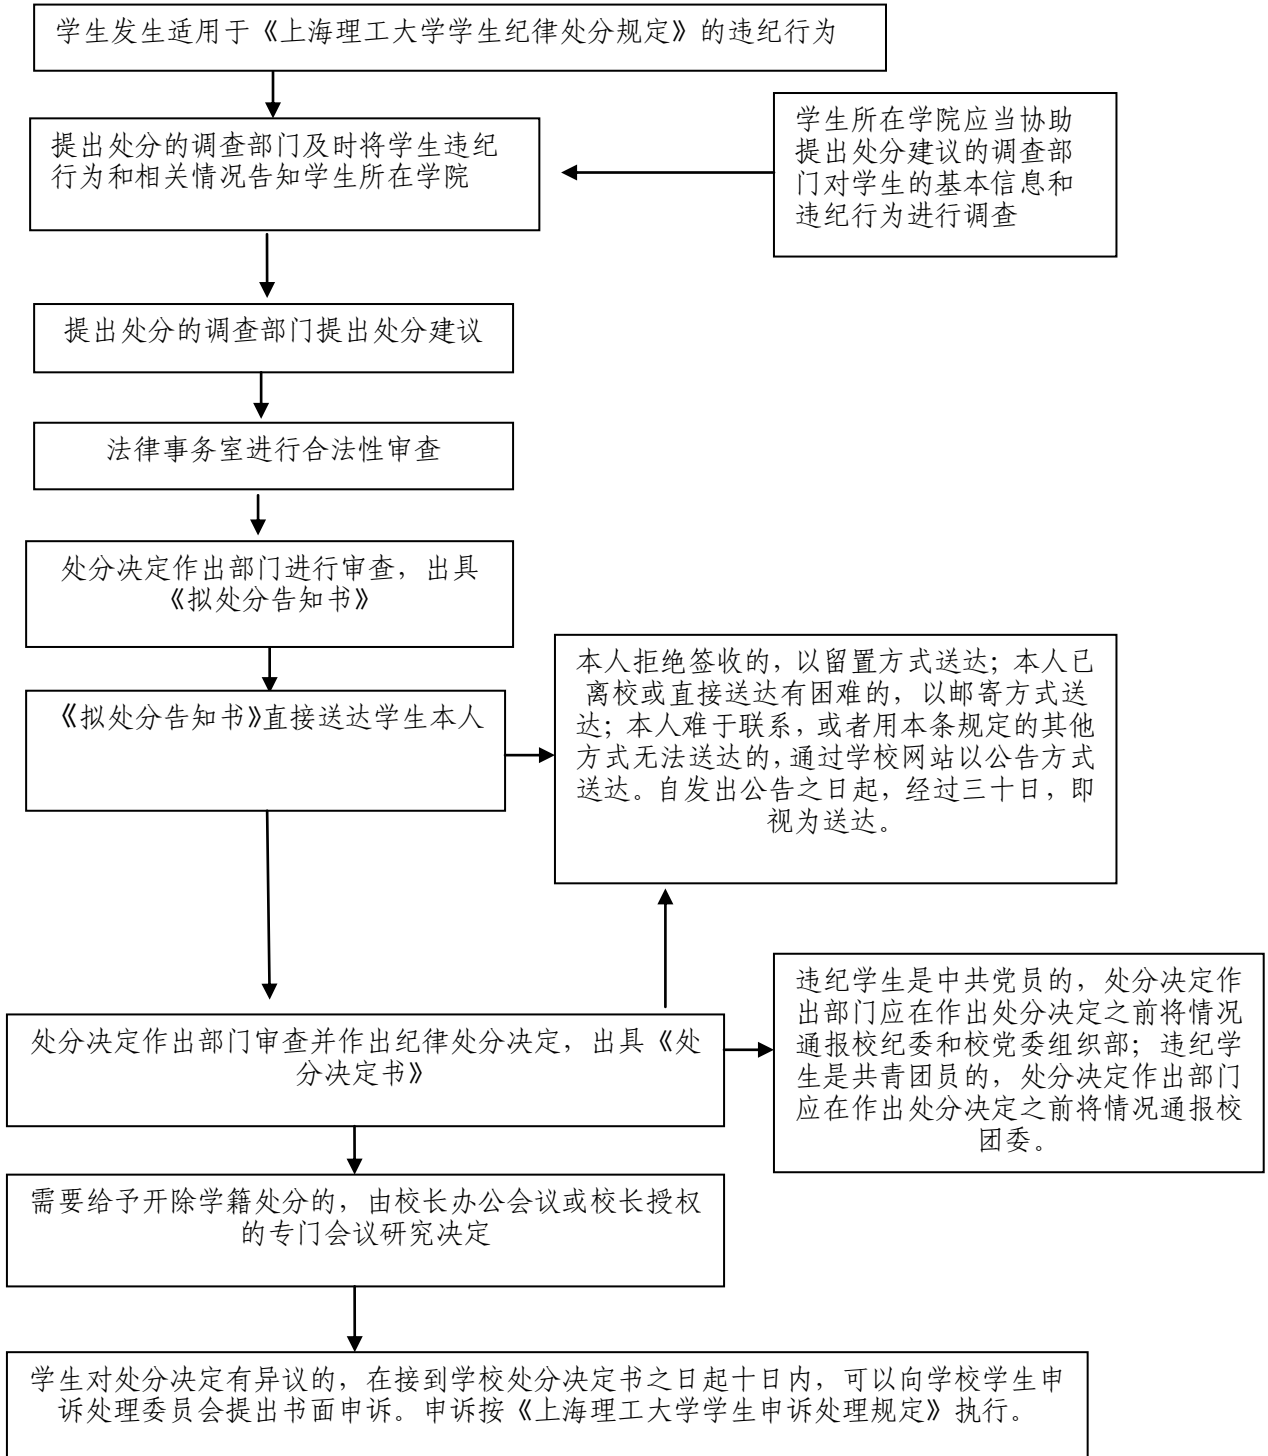 学生发生适用于《上海理工大学学生纪律处分规定》的违纪行为
提出处分的调查部门及时将学生违纪
行为和相关情况告知学生所在学院
学生所在学院应当协助
提出处分建议的调查部
门对学生的基本信息和
违纪行为进行调查
提出处分的调查部门提出处分建议
法律事务室进行合法性审查
处分决定作出部门进行审查，出具
《拟处分告知书》
《拟处分告知书》直接送达学生本人
本人拒绝签收的，以留置方式送达；本人已
离校或直接送达有困难的，以邮寄方式送
达；本人难于联系，或者用本条规定的其他
方式无法送达的，通过学校网站以公告方式
送达。自发出公告之日起，经过三十日，即
视为送达。
处分决定作出部门审查并作出纪律处分决定，出具《处
分决定书》
违纪学生是中共党员的，处分决定作
出部门应在作出处分决定之前将情况
通报校纪委和校党委组织部；违纪学
生是共青团员的，处分决定作出部门
应在作出处分决定之前将情况通报校
团委。
需要给予开除学籍处分的，由校长办公会议或校长授权
的专门会议研究决定
学生对处分决定有异议的，在接到学校处分决定书之日起十日内，可以向学校学生申
诉处理委员会提出书面申诉。申诉按《上海理工大学学生申诉处理规定》执行。